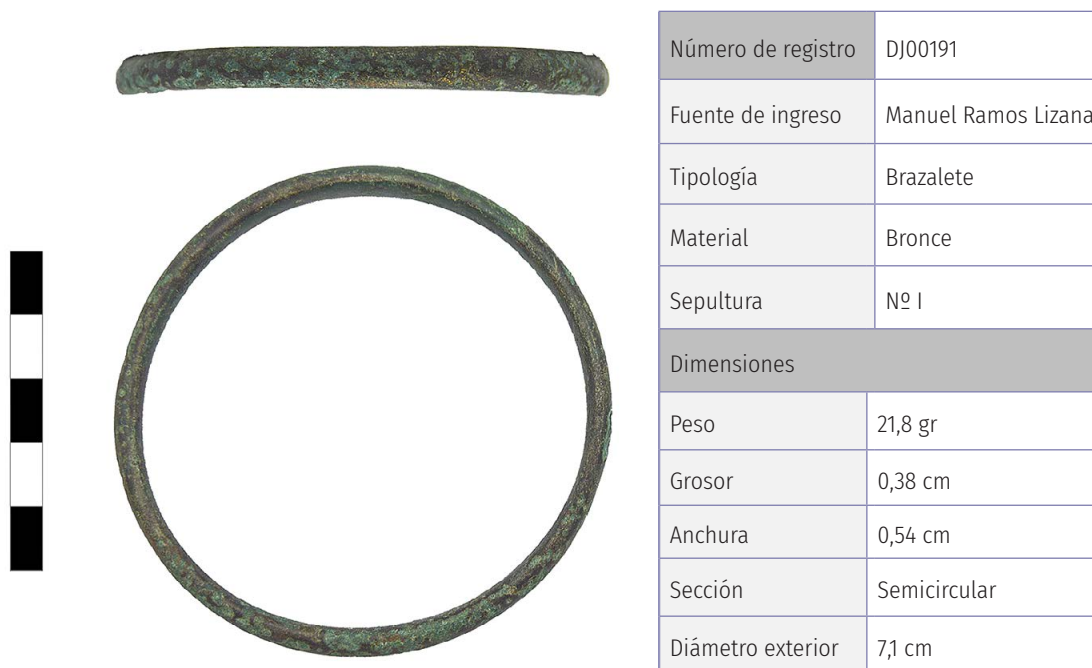 Número de registro DJ00191
Fuente de ingreso Manuel Ramos Lizana
Tipología Brazalete
Material Bronce
Sepultura Nº I
Dimensiones
Peso 21,8 gr
Grosor 0,38 cm
Anchura 0,54 cm
Sección Semicircular
Diámetro exterior 7,1 cm